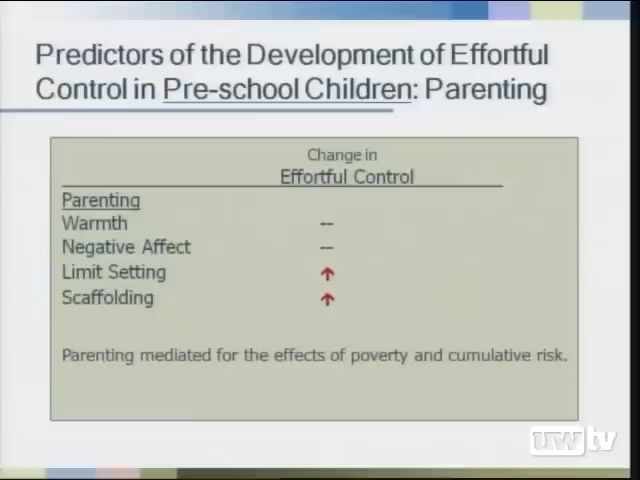 Predictors of the Development of Effortful
Control in Pre-school Children: Parenting
Change in
Effortful Control
Parenting
Warmth --
Negative Affect --
Limit Setting ↑
Scaffolding ↑
Parenting mediated for the effects of poverty and cumulative risk.
uwtv